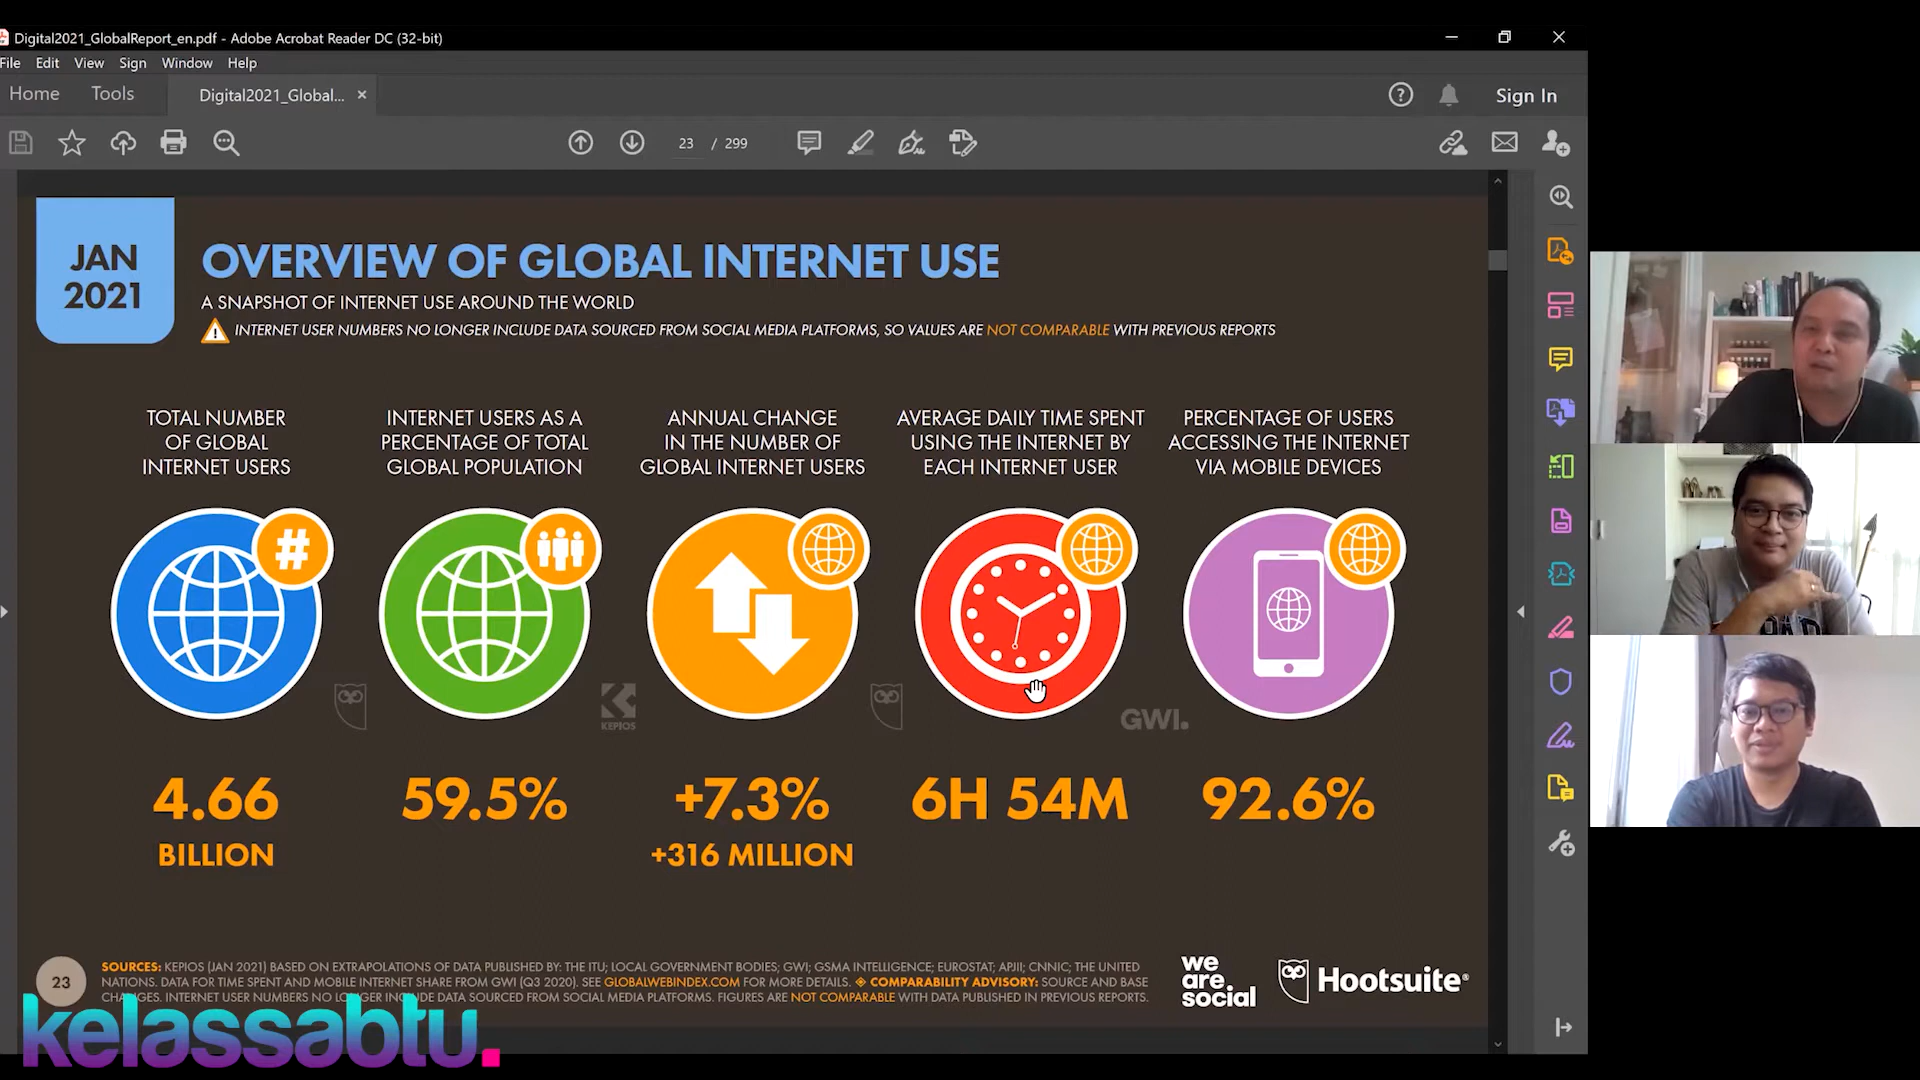 Digital2021_GlobalReport_en.pdf - Adobe Acrobat Reader DC (32-bit)
File Edit View Sign Window Help
Home Tools Digital2021_Global... × Sign In
23 / 299
JAN
2021
OVERVIEW OF GLOBAL INTERNET USE
A SNAPSHOT OF INTERNET USE AROUND THE WORLD
INTERNET USER NUMBERS NO LONGER INCLUDE DATA SOURCED FROM SOCIAL MEDIA PLATFORMS, SO VALUES ARE NOT COMPARABLE WITH PREVIOUS REPORTS
TOTAL NUMBER
OF GLOBAL
INTERNET USERS
#
4.66
BILLION
INTERNET USERS AS A
PERCENTAGE OF TOTAL
GLOBAL POPULATION
59.5%
KEPIOS
ANNUAL CHANGE
IN THE NUMBER OF
GLOBAL INTERNET USERS
+7.3%
+316 MILLION
AVERAGE DAILY TIME SPENT
USING THE INTERNET BY
EACH INTERNET USER
6H 54M
GWI.
PERCENTAGE OF USERS
ACCESSING THE INTERNET
VIA MOBILE DEVICES
92.6%
23
SOURCES: KEPIOS (JAN 2021) BASED ON EXTRAPOLATIONS OF DATA PUBLISHED BY: THE ITU; LOCAL GOVERNMENT BODIES; GWI; GSMA INTELLIGENCE; EUROSTAT; APJII; CNNIC; THE UNITED
NATIONS. DATA FOR TIME SPENT AND MOBILE INTERNET SHARE FROM GWI (Q3 2020). SEE GLOBALWEBINDEX.COM FOR MORE DETAILS. ◆ COMPARABILITY ADVISORY: SOURCE AND BASE
CHANGES. INTERNET USER NUMBERS NO LONGER INCLUDE DATA SOURCED FROM SOCIAL MEDIA PLATFORMS. FIGURES ARE NOT COMPARABLE WITH DATA PUBLISHED IN PREVIOUS REPORTS.
we
are
social
Hootsuite®
kelassabtu.